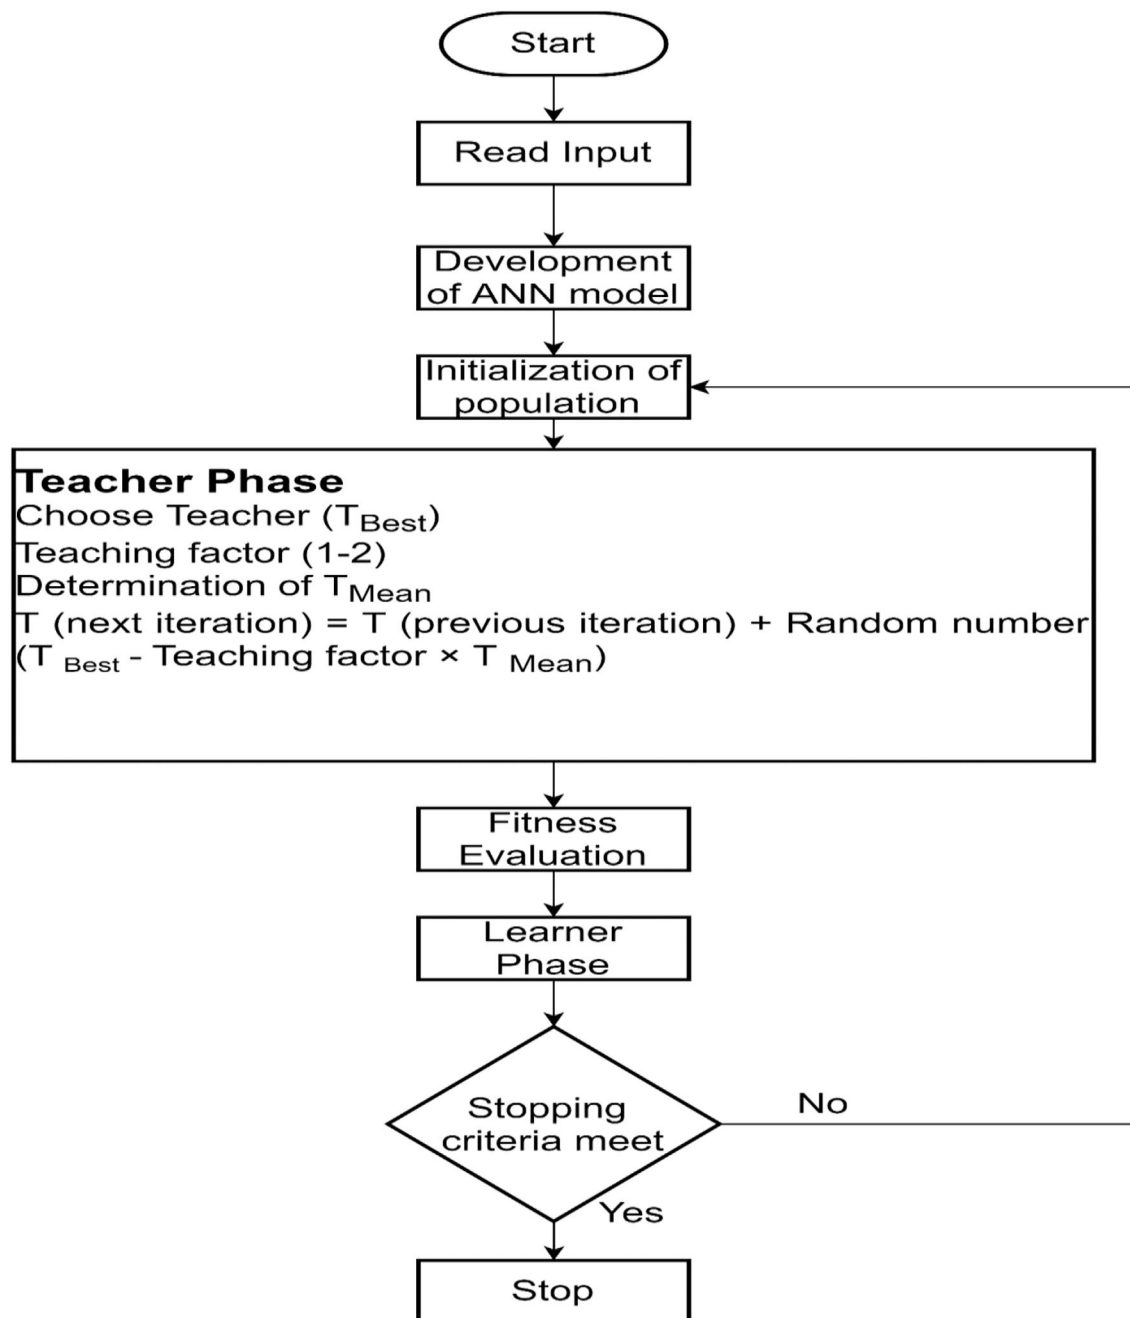 Start
Read Input
Development
of ANN model
Initialization of
population
Teacher Phase
Choose Teacher (T Best)
Teaching factor (1-2)
Determination of T Mean
T (next iteration) = T (previous iteration) + Random number
(T Best - Teaching factor × T Mean)
Fitness
Evaluation
Learner
Phase
Stopping
criteria meet
No
Yes
Stop